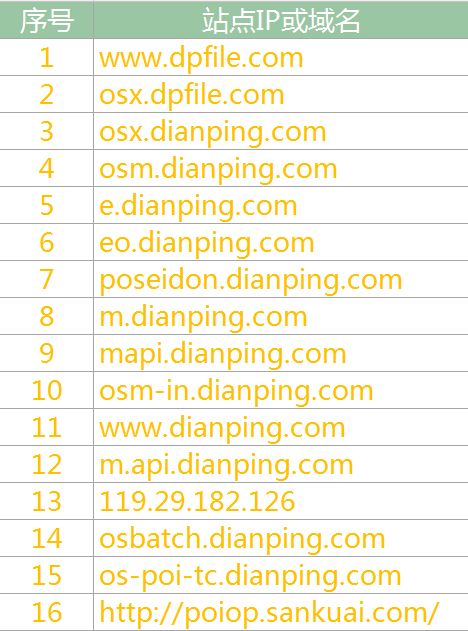 序号 站点IP或域名
1 www.dpfile.com
2 osx.dpfile.com
3 osx.dianping.com
4 osm.dianping.com
5 e.dianping.com
6 eo.dianping.com
7 poseidon.dianping.com
8 m.dianping.com
9 mapi.dianping.com
10 osm-in.dianping.com
11 www.dianping.com
12 m.api.dianping.com
13 119.29.182.126
14 osbatch.dianping.com
15 os-poi-tc.dianping.com
16 http://poiop.sankuai.com/